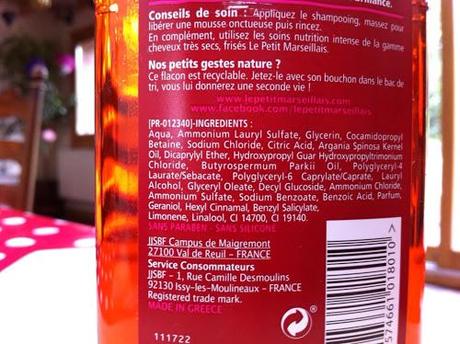 rmance.
Conseils de soin : Appliquez le shampooing, massez pour
libérer une mousse onctueuse puis rincez.
En complément, utilisez les soins nutrition intense de la gamme
cheveux très secs, frisés Le Petit Marseillais.
Nos petits gestes nature ?
Ce flacon est recyclable. Jetez-le avec son bouchon dans le bac de
tri, vous lui donnerez une seconde vie !
www.lepetitmarseillais.com
www.facebook.com/lepetitmarseillais
[PR-012340]-INGREDIENTS :
Aqua, Ammonium Lauryl Sulfate, Glycerin, Cocamidopropyl
Betaine, Sodium Chloride, Citric Acid, Argania Spinosa Kernel
Oil, Dicaprylyl Ether, Hydroxypropyl Guar Hydroxypropyltrimonium
Chloride, Butyrospermum Parkii Oil, Polyglyceryl-4
Laurate/Sebacate, Polyglyceryl-6 Caprylate/Caprate, Lauryl
Alcohol, Glyceryl Oleate, Decyl Glucoside, Ammonium Chloride,
Ammonium Sulfate, Sodium Benzoate, Benzoic Acid, Parfum,
Geraniol, Hexyl Cinnamal, Benzyl Salicylate,
Limonene, Linalool, CI 14700, CI 19140.
SANS PARABEN - SANS SILICONE
JJSBF Campus de Maigremont
27100 Val de Reuil – FRANCE
Service Consommateurs
JJSBF – 1, Rue Camille Desmoulins
92130 Issy-les-Moulineaux - FRANCE
Registered trade mark.
MADE IN GREECE
111722
574661 018010